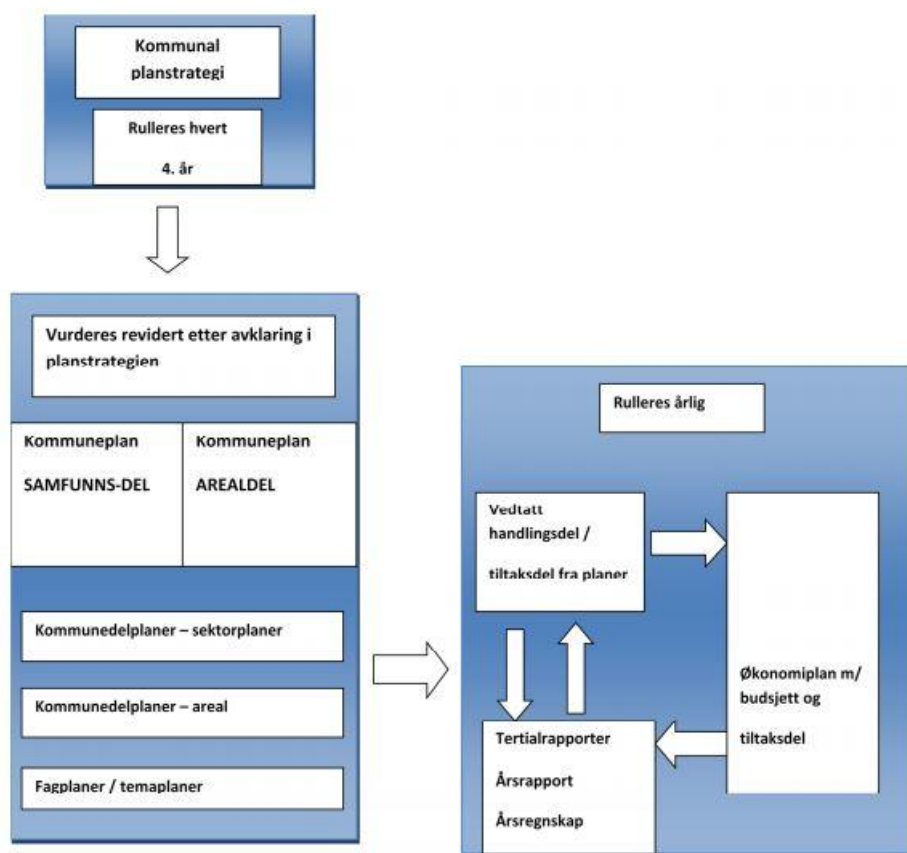 Kommunal
planstrategi
Rulleres hvert
4. år
Vurderes revidert etter avklaring i
planstrategien
Kommuneplan
SAMFUNNS-DEL
Kommuneplan
AREALDEL
Kommunedelplaner – sektorplaner
Kommunedelplaner – areal
Fagplaner / temaplaner
Rulleres årlig
Vedtatt
handlingsdel /
tiltaksdel fra planer
Økonomiplan m/
budsjett og
tiltaksdel
Tertialrapporter
Årsrapport
Årsregnskap